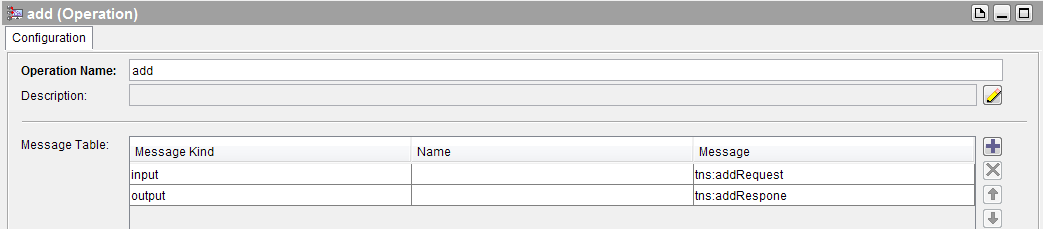 add (Operation)
Configuration
Operation Name: add
Description:
Message Table:
Message Kind Name Message
input tns:addRequest
output tns:addRespone